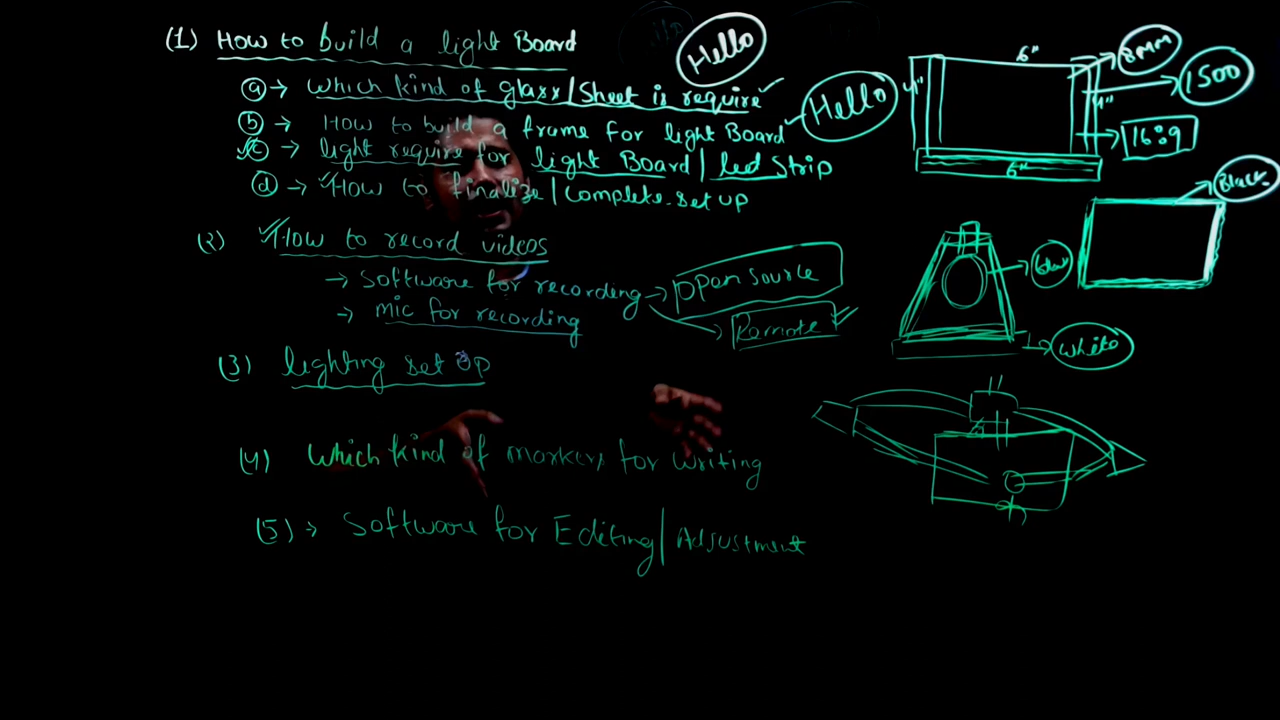 (1) How to build a light Board
Hello
(a) → which kind of glass/Sheet is require ✓
Hello
(b) → How to build a frame for light Board
(c) → light require for light Board/led Strip
(d) → How to finalize/Complete set up
(2) How to record videos
→ Software for recording → Open Source
→ mic for recording
→ Remote
(3) lighting set up
(4) Which kind of markers for writing
(5) → Software for Editing/Adjustment
6"
8MM
4"
4"
1500
16:9
6"
Black
white